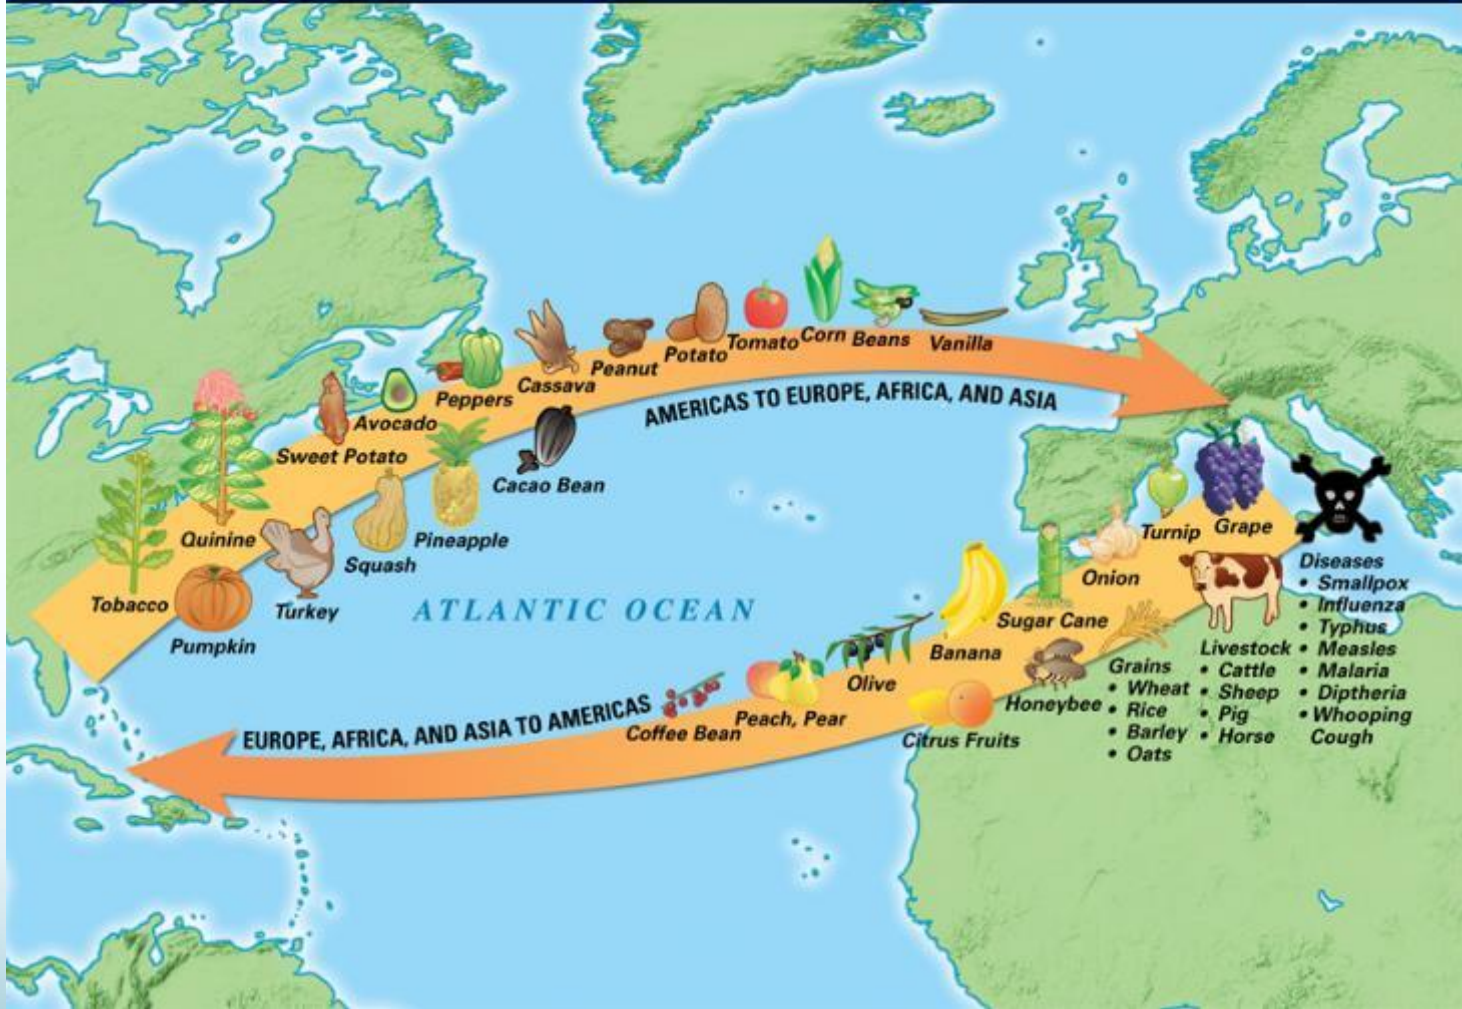 Tobacco
Quinine
Sweet Potato
Avocado
Peppers
Cassava
Peanut
Potato
Tomato
Corn
Beans
Vanilla
Pumpkin
Turkey
Squash
Pineapple
Cacao Bean
AMERICAS TO EUROPE, AFRICA, AND ASIA
ATLANTIC OCEAN
EUROPE, AFRICA, AND ASIA TO AMERICAS
Coffee Bean
Peach, Pear
Olive
Banana
Sugar Cane
Onion
Turnip
Grape
Citrus Fruits
Honeybee
Grains
• Wheat
• Rice
• Barley
• Oats
Livestock
• Cattle
• Sheep
• Pig
• Horse
Diseases
• Smallpox
• Influenza
• Typhus
• Measles
• Malaria
• Diptheria
• Whooping
Cough